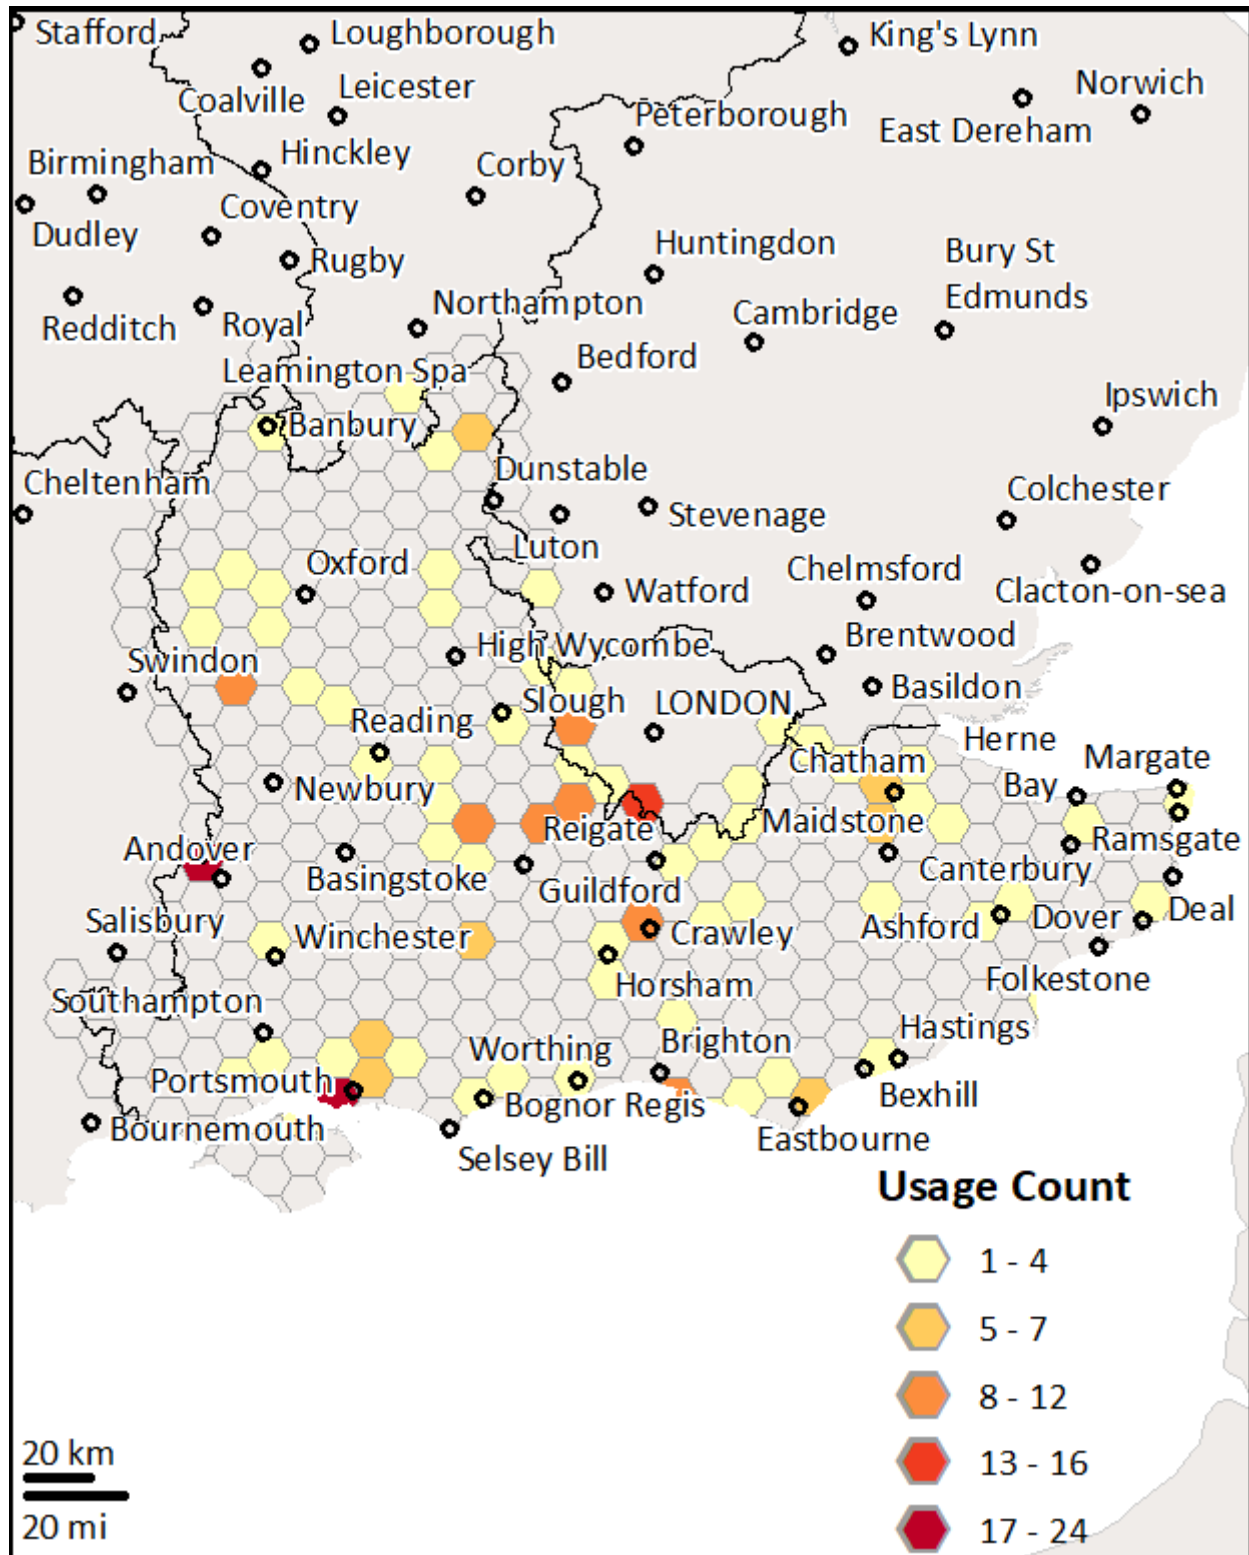 Stafford
Loughborough
King's Lynn
Coalville
Leicester
Norwich
Peterborough
East Dereham
Birmingham
Hinckley
Corby
Dudley
Coventry
Rugby
Huntingdon
Bury St
Edmunds
Redditch
Royal
Leamington Spa
Northampton
Cambridge
Bedford
Ipswich
Banbury
Cheltenham
Dunstable
Colchester
Stevenage
Luton
Oxford
Watford
Chelmsford
Clacton-on-sea
High Wycombe
Brentwood
Swindon
Slough
LONDON
Basildon
Reading
Herne
Bay
Chatham
Margate
Newbury
Reigate
Maidstone
Ramsgate
Andover
Basingstoke
Guildford
Canterbury
Salisbury
Winchester
Crawley
Ashford
Dover
Deal
Horsham
Folkestone
Southampton
Worthing
Brighton
Hastings
Portsmouth
Bognor Regis
Bexhill
Bournemouth
Selsey Bill
Eastbourne
Usage Count
1 - 4
5 - 7
8 - 12
13 - 16
17 - 24
20 km
20 mi